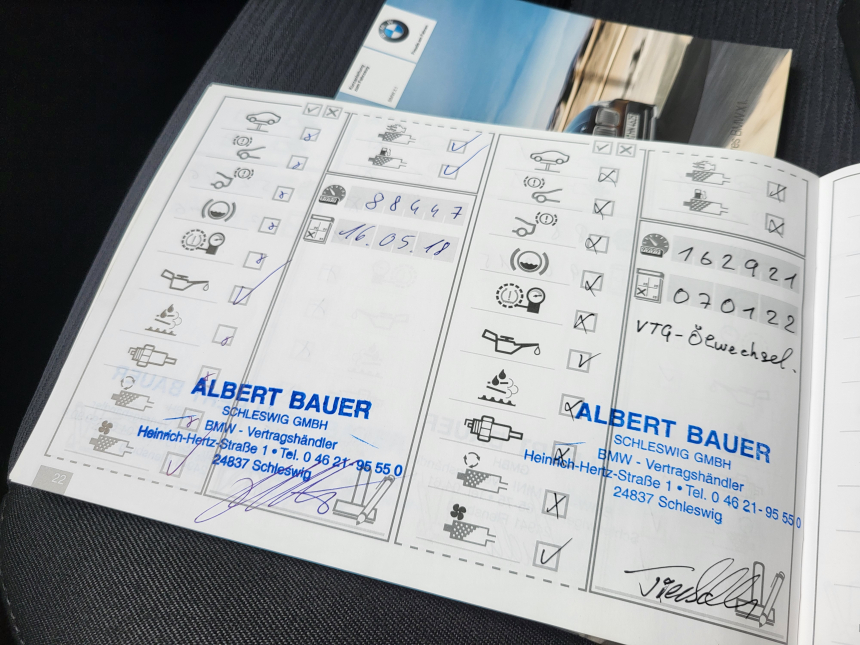 88447
16.05.18
ALBERT BAUER
SCHLESWIG GMBH
BMW - Vertragshändler
Heinrich-Hertz-Straße 1 • Tel. 0 46 21-95 55 0
24837 Schleswig
22
162921
070122
VTG-Ölwechsel.
ALBERT BAUER
SCHLESWIG GMBH
BMW - Vertragshändler
Heinrich-Hertz-Straße 1 • Tel. 0 46 21-95 55 0
24837 Schleswig
BMW